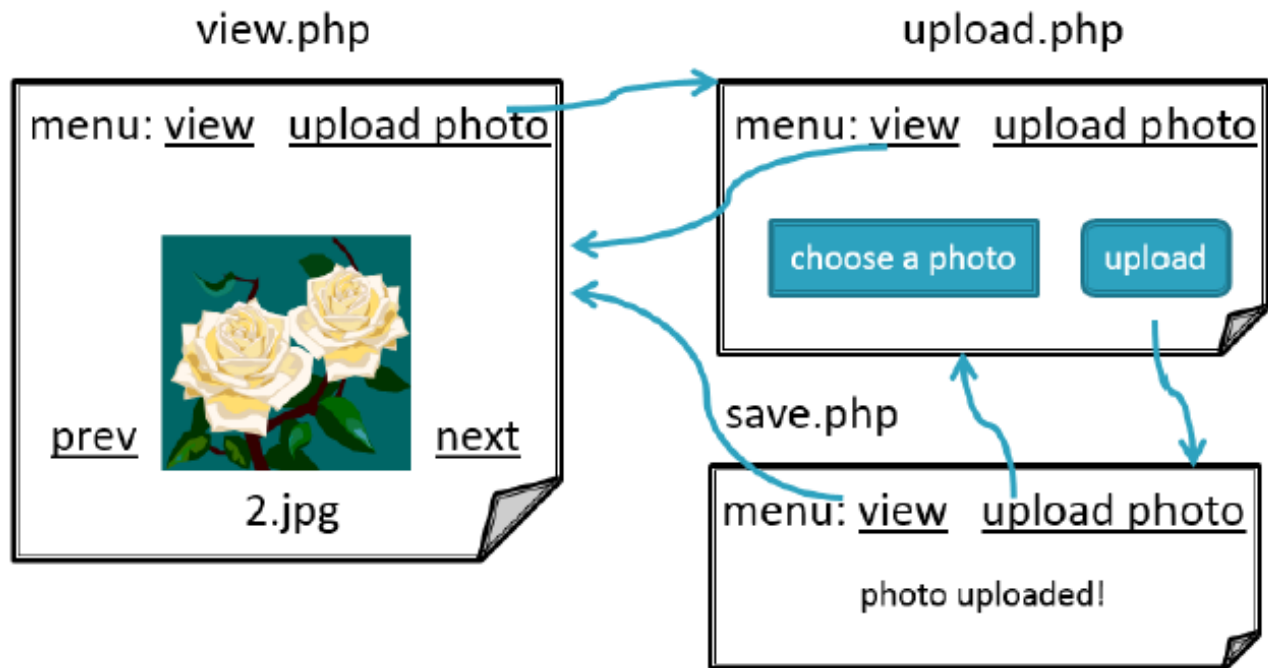 view.php
menu: view upload photo
prev
next
2.jpg
upload.php
menu: view upload photo
choose a photo
upload
save.php
menu: view upload photo
photo uploaded!